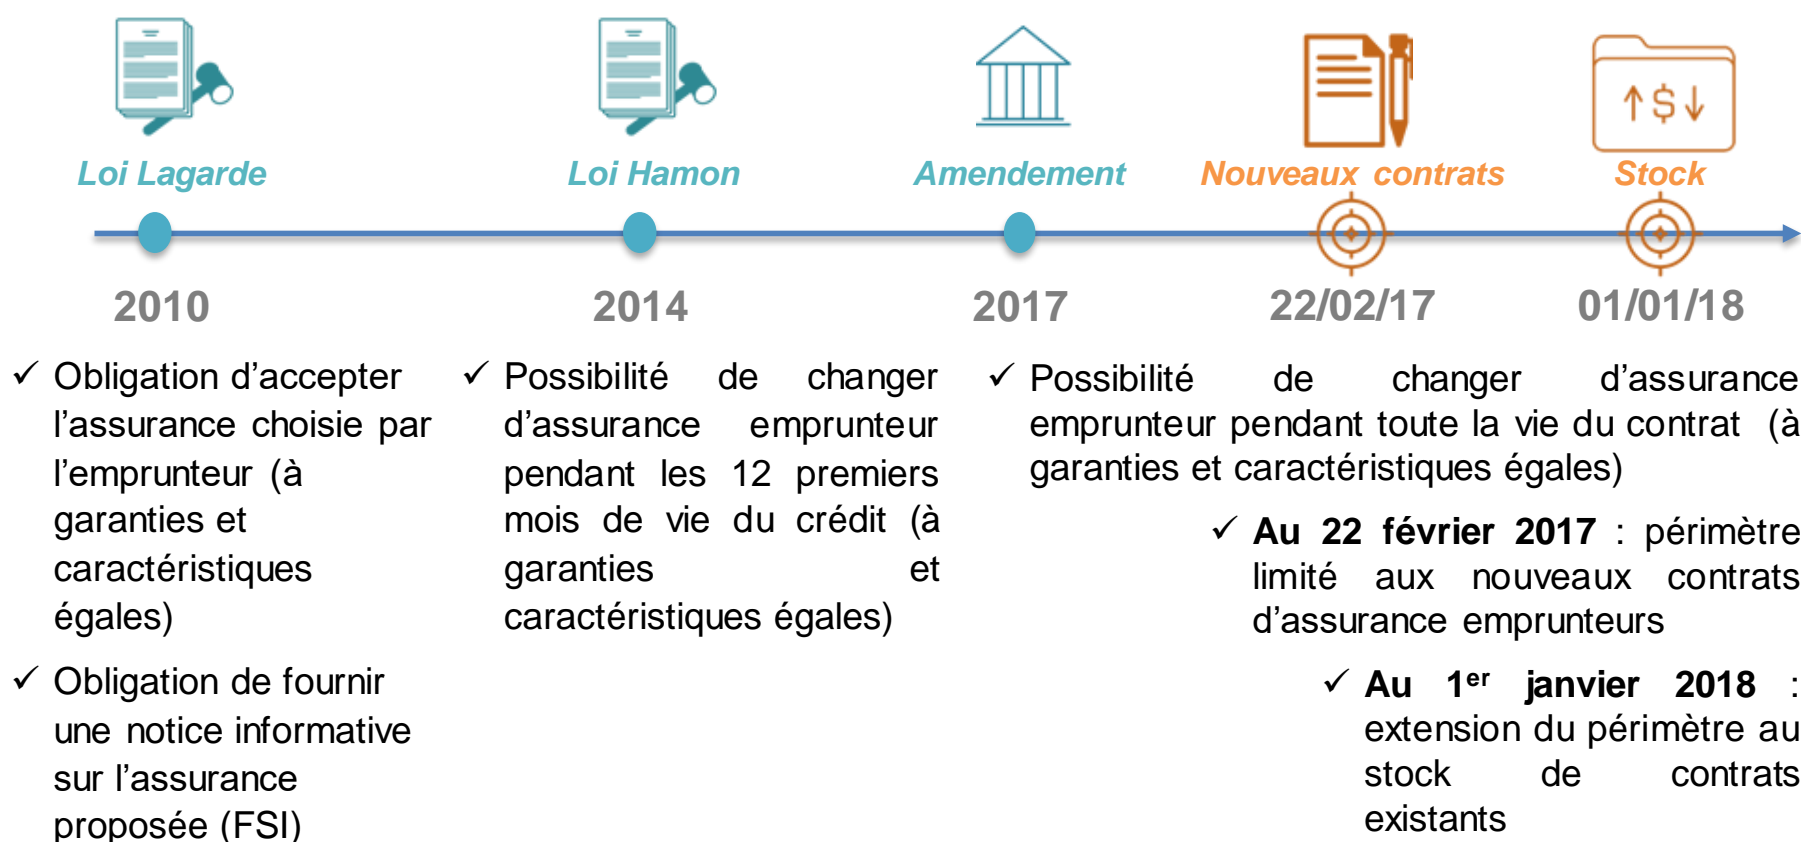 Loi Lagarde
Loi Hamon
Amendement
Nouveaux contrats
Stock
2010
2014
2017
22/02/17
01/01/18
✓ Obligation d’accepter
l’assurance choisie par
l’emprunteur (à
garanties et
caractéristiques
égales)
✓ Obligation de fournir
une notice informative
sur l’assurance
proposée (FSI)
✓ Possibilité de changer
d’assurance emprunteur
pendant les 12 premiers
mois de vie du crédit (à
garanties et
caractéristiques égales)
✓ Possibilité de changer d’assurance
emprunteur pendant toute la vie du contrat (à
garanties et caractéristiques égales)
✓ Au 22 février 2017 : périmètre
limité aux nouveaux contrats
d’assurance emprunteurs
✓ Au 1er janvier 2018 :
extension du périmètre au
stock de contrats
existants